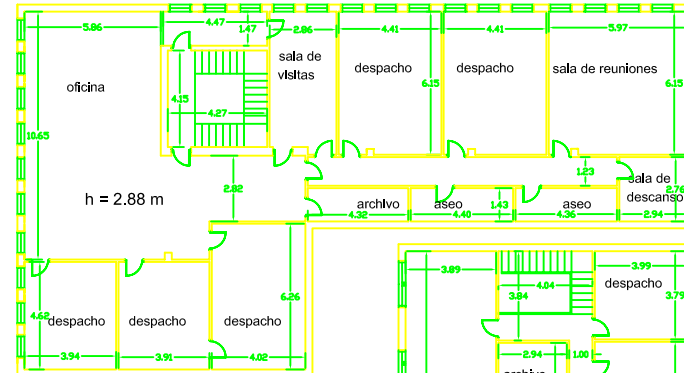 5.86
4.47
1.47
2.86
4.41
4.41
5.97
sala de
visitas
despacho
despacho
sala de reuniones
oficina
6.15
6.15
4.15
4.27
10.65
2.82
1.23
sala de
descanso
2.76
h = 2.88 m
archivo
aseo
aseo
1.43
4.32
4.40
4.36
2.94
3.89
3.99
4.04
despacho
3.84
3.79
6.26
4.62
despacho
despacho
despacho
3.94
3.91
4.02
2.94
1.00